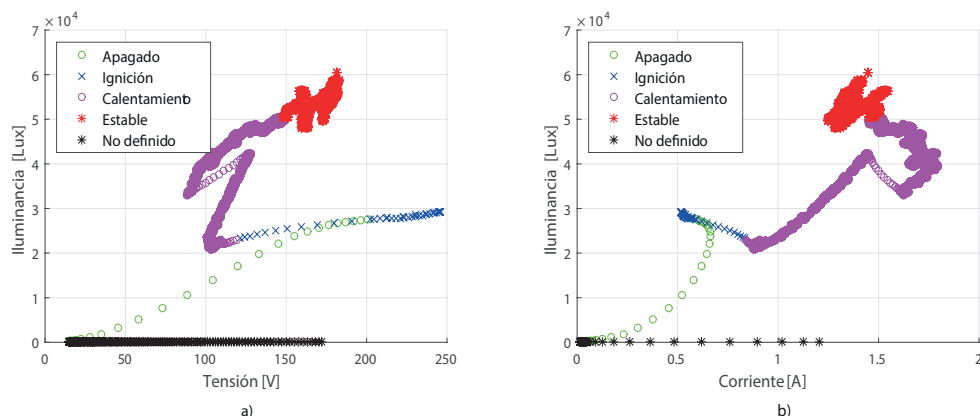 7 × 10⁴
Apagado
Ignición
Calentamiento
Estable
No definido
Iluminancia [Lux]
6
5
4
3
2
1
0
0 50 100 150 200 250
Tensión [V]
a)
7 × 10⁴
Apagado
Ignición
Calentamiento
Estable
No definido
Iluminancia [Lux]
6
5
4
3
2
1
0
0 0.5 1 1.5 2
Corriente [A]
b)